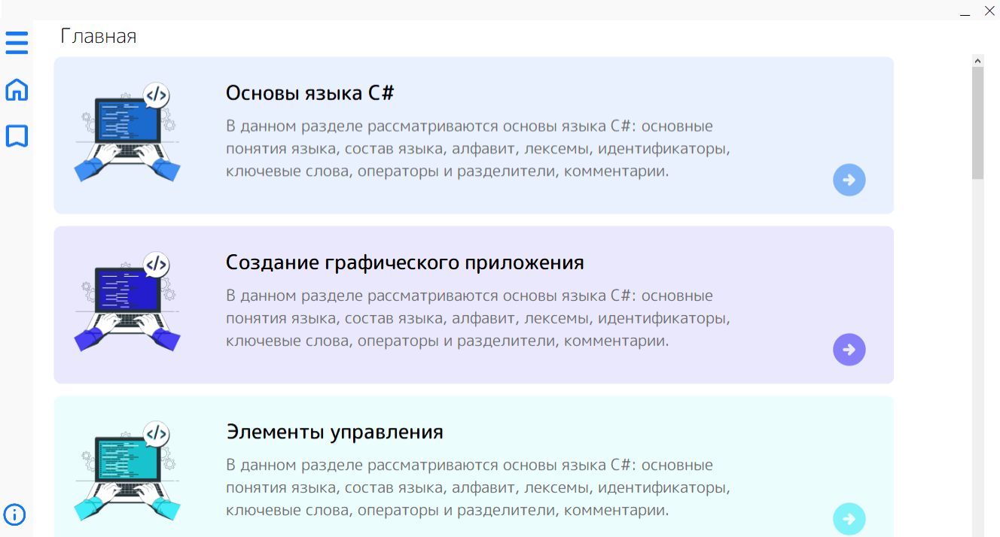 Главная
Основы языка C#
В данном разделе рассматриваются основы языка C#: основные
понятия языка, состав языка, алфавит, лексемы, идентификаторы,
ключевые слова, операторы и разделители, комментарии.
Создание графического приложения
В данном разделе рассматриваются основы языка C#: основные
понятия языка, состав языка, алфавит, лексемы, идентификаторы,
ключевые слова, операторы и разделители, комментарии.
Элементы управления
В данном разделе рассматриваются основы языка C#: основные
понятия языка, состав языка, алфавит, лексемы, идентификаторы,
ключевые слова, операторы и разделители, комментарии.